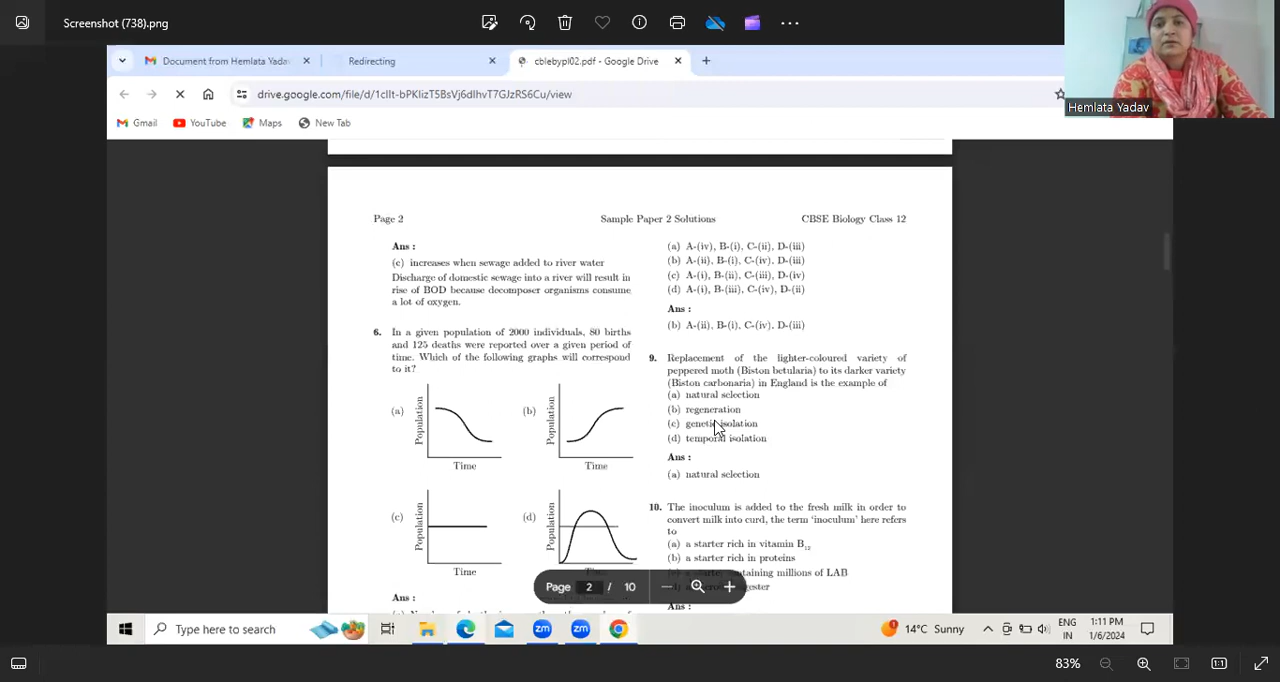 Screenshot (738).png
Document from Hemlata Yadav
Redirecting
cblebypl02.pdf - Google Drive
drive.google.com/file/d/1cllt-bPKlizT5BsVj6dlhvT7GJzRS6Cu/view
Gmail
YouTube
Maps
New Tab
Hemlata Yadav
Page 2
Sample Paper 2 Solutions
CBSE Biology Class 12
Ans :
(c) increases when sewage added to river water
Discharge of domestic sewage into a river will result in
rise of BOD because decomposer organisms consume
a lot of oxygen.
6. In a given population of 2000 individuals, 80 births
and 125 deaths were reported over a given period of
time. Which of the following graphs will correspond
to it?
(a)
Population
Time
(b)
Population
Time
(c)
Population
Time
(d)
Population
Time
Ans :
(a) A-(iv), B-(i), C-(ii), D-(iii)
(b) A-(ii), B-(i), C-(iv), D-(iii)
(c) A-(i), B-(ii), C-(iii), D-(iv)
(d) A-(i), B-(iii), C-(iv), D-(ii)
Ans :
(b) A-(ii), B-(i), C-(iv), D-(iii)
9. Replacement of the lighter-coloured variety of
peppered moth (Biston betularia) to its darker variety
(Biston carbonaria) in England is the example of
(a) natural selection
(b) regeneration
(c) genetic isolation
(d) temporal isolation
Ans :
(a) natural selection
10. The inoculum is added to the fresh milk in order to
convert milk into curd, the term 'inoculum' here refers
to
(a) a starter rich in vitamin B12
(b) a starter rich in proteins
containing millions of LAB
Ans :
Page 2 / 10
Type here to search
14°C Sunny
ENG
IN
1:11 PM
1/6/2024
83%